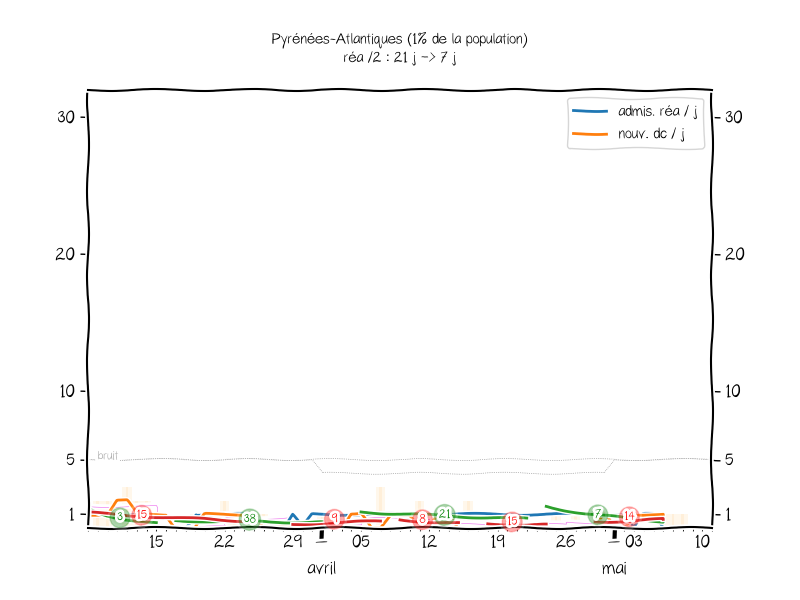 Pyrénées-Atlantiques (1% de la population)
réa /2 : 21 j -> 7 j
admis. réa / j
nouv. dc / j
30 30
20 20
10 10
5 bruit 5
1 3 15 38 9 8 21 15 7 14 1
15 22 29 05 12 19 26 03 10
avril mai